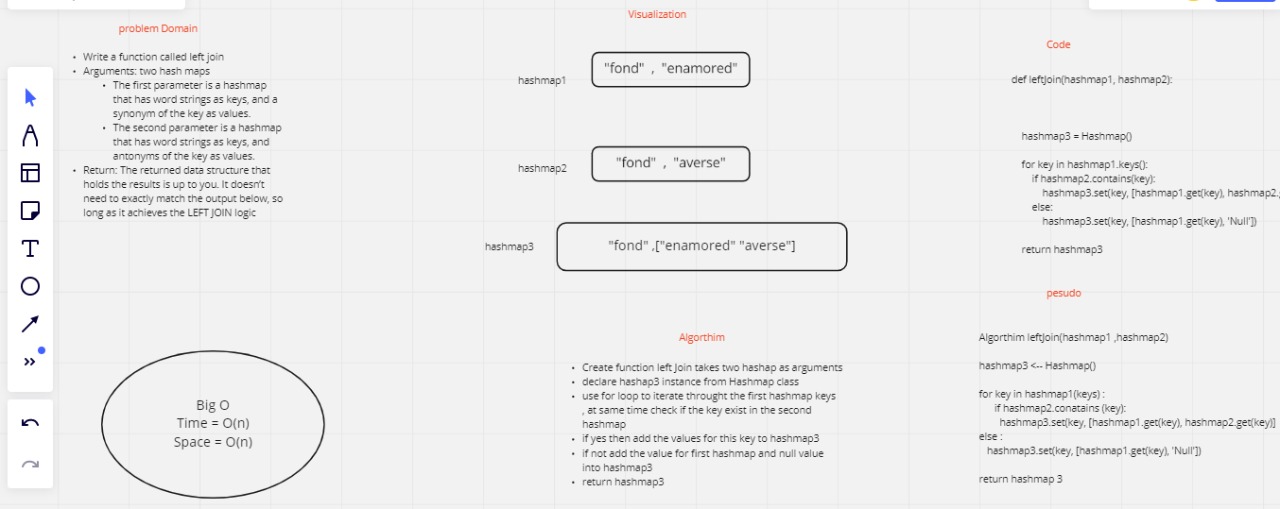 problem Domain
Write a function called left join
Arguments: two hash maps
The first parameter is a hashmap
that has word strings as keys, and a
synonym of the key as values.
The second parameter is a hashmap
that has word strings as keys, and
antonyms of the key as values.
Return: The returned data structure that
holds the results is up to you. It doesn't
need to exactly match the output below, so
long as it achieves the LEFT JOIN logic
Big O
Time = O(n)
Space = O(n)
Visualization
hashmap1
"fond" , "enamored"
hashmap2
"fond" , "averse"
hashmap3
"fond" ,["enamored" "averse"]
Algorthim
Create function left Join takes two hashap as arguments
declare hashap3 instance from Hashmap class
use for loop to iterate throught the first hashmap keys
, at same time check if the key exist in the second
hashmap
if yes then add the values for this key to hashmap3
if not add the value for first hashmap and null value
into hashmap3
return hashmap3
Code
def leftJoin(hashmap1, hashmap2):
hashmap3 = Hashmap()
for key in hashmap1.keys():
if hashmap2.contains(key):
hashmap3.set(key, [hashmap1.get(key), hashmap2.
else:
hashmap3.set(key, [hashmap1.get(key), 'Null'])
return hashmap3
pesudo
Algorthim leftJoin(hashmap1 ,hashmap2)
hashmap3 <-- Hashmap()
for key in hashmap1(keys) :
if hashmap2.conatains (key):
hashmap3.set(key, [hashmap1.get(key), hashmap2.get(key)]
else :
hashmap3.set(key, [hashmap1.get(key), 'Null'])
return hashmap 3